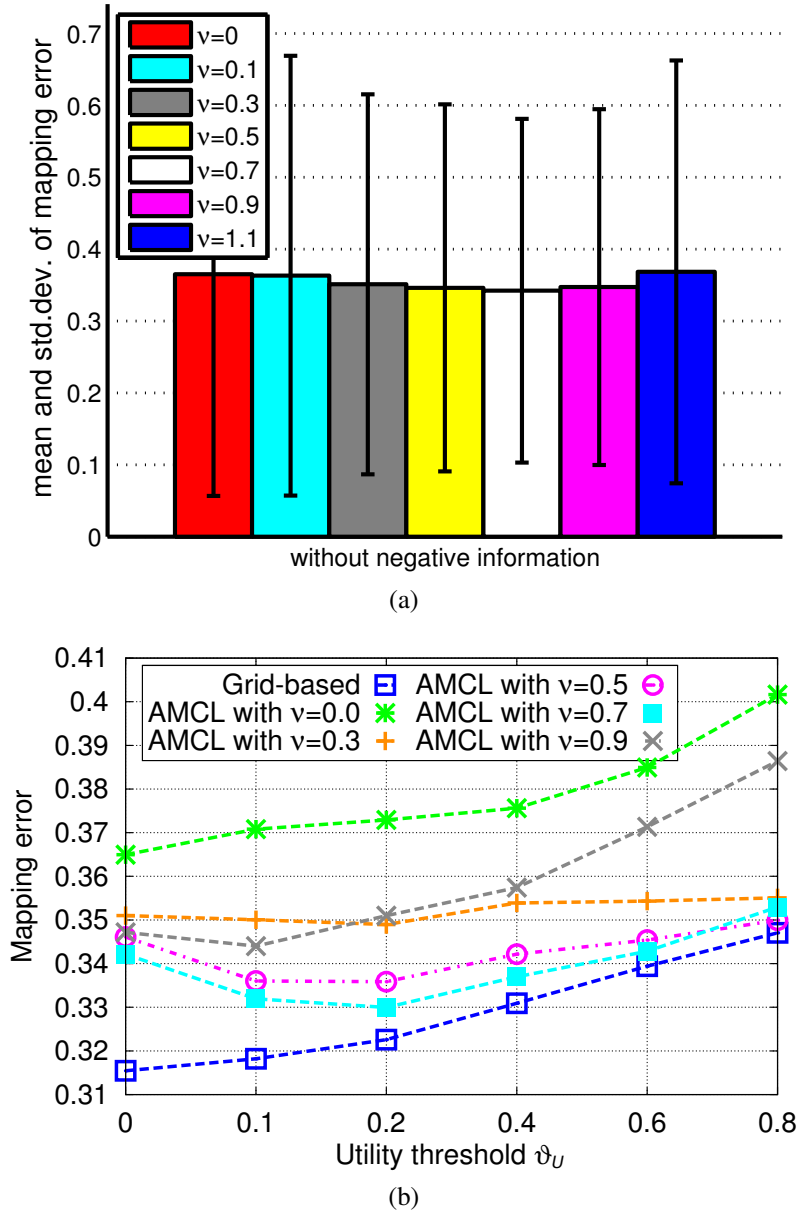 0.7
0.6
0.5
0.4
0.3
0.2
0.1
0
mean and std.dev. of mapping error
ν=0
ν=0.1
ν=0.3
ν=0.5
ν=0.7
ν=0.9
ν=1.1
without negative information
(a)
0.41
0.4
0.39
0.38
0.37
0.36
0.35
0.34
0.33
0.32
0.31
Mapping error
Grid-based
AMCL with ν=0.0
AMCL with ν=0.3
AMCL with ν=0.5
AMCL with ν=0.7
AMCL with ν=0.9
0 0.1 0.2 0.4 0.6 0.8
Utility threshold ϑ_U
(b)